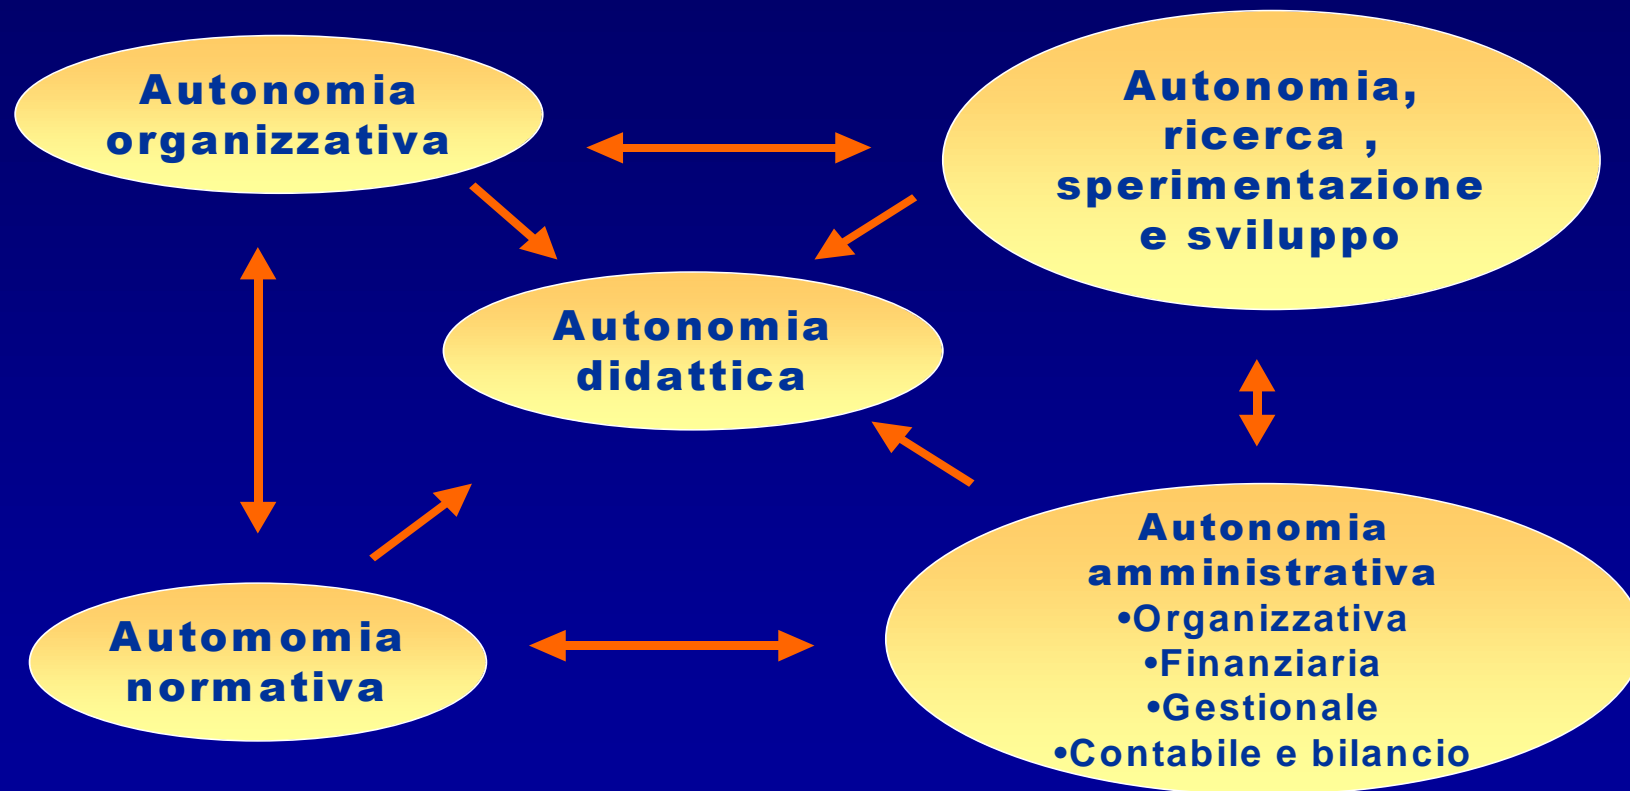 Autonomia
organizzativa
Autonomia,
ricerca ,
sperimentazione
e sviluppo
Autonomia
didattica
Automomia
normativa
Autonomia
amministrativa
•Organizzativa
•Finanziaria
•Gestionale
•Contabile e bilancio